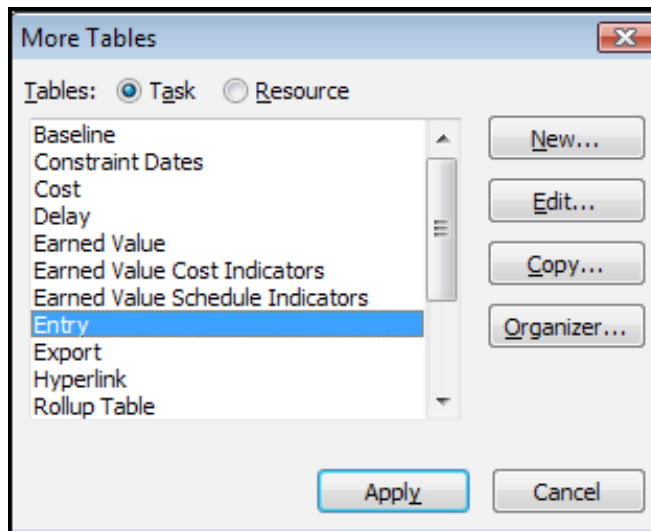 More Tables
Tables: Task Resource
Baseline
Constraint Dates
Cost
Delay
Earned Value
Earned Value Cost Indicators
Earned Value Schedule Indicators
Entry
Export
Hyperlink
Rollup Table
New...
Edit...
Copy...
Organizer...
Apply Cancel